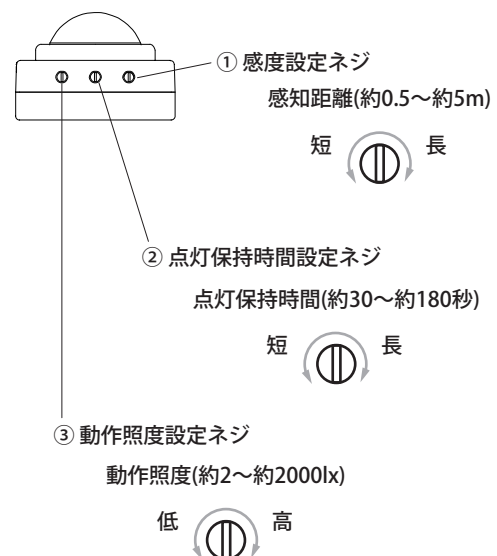 ① 感度設定ネジ
感知距離(約0.5〜約5m)
短 長
② 点灯保持時間設定ネジ
点灯保持時間(約30〜約180秒)
短 長
③ 動作照度設定ネジ
動作照度(約2〜約2000lx)
低 高